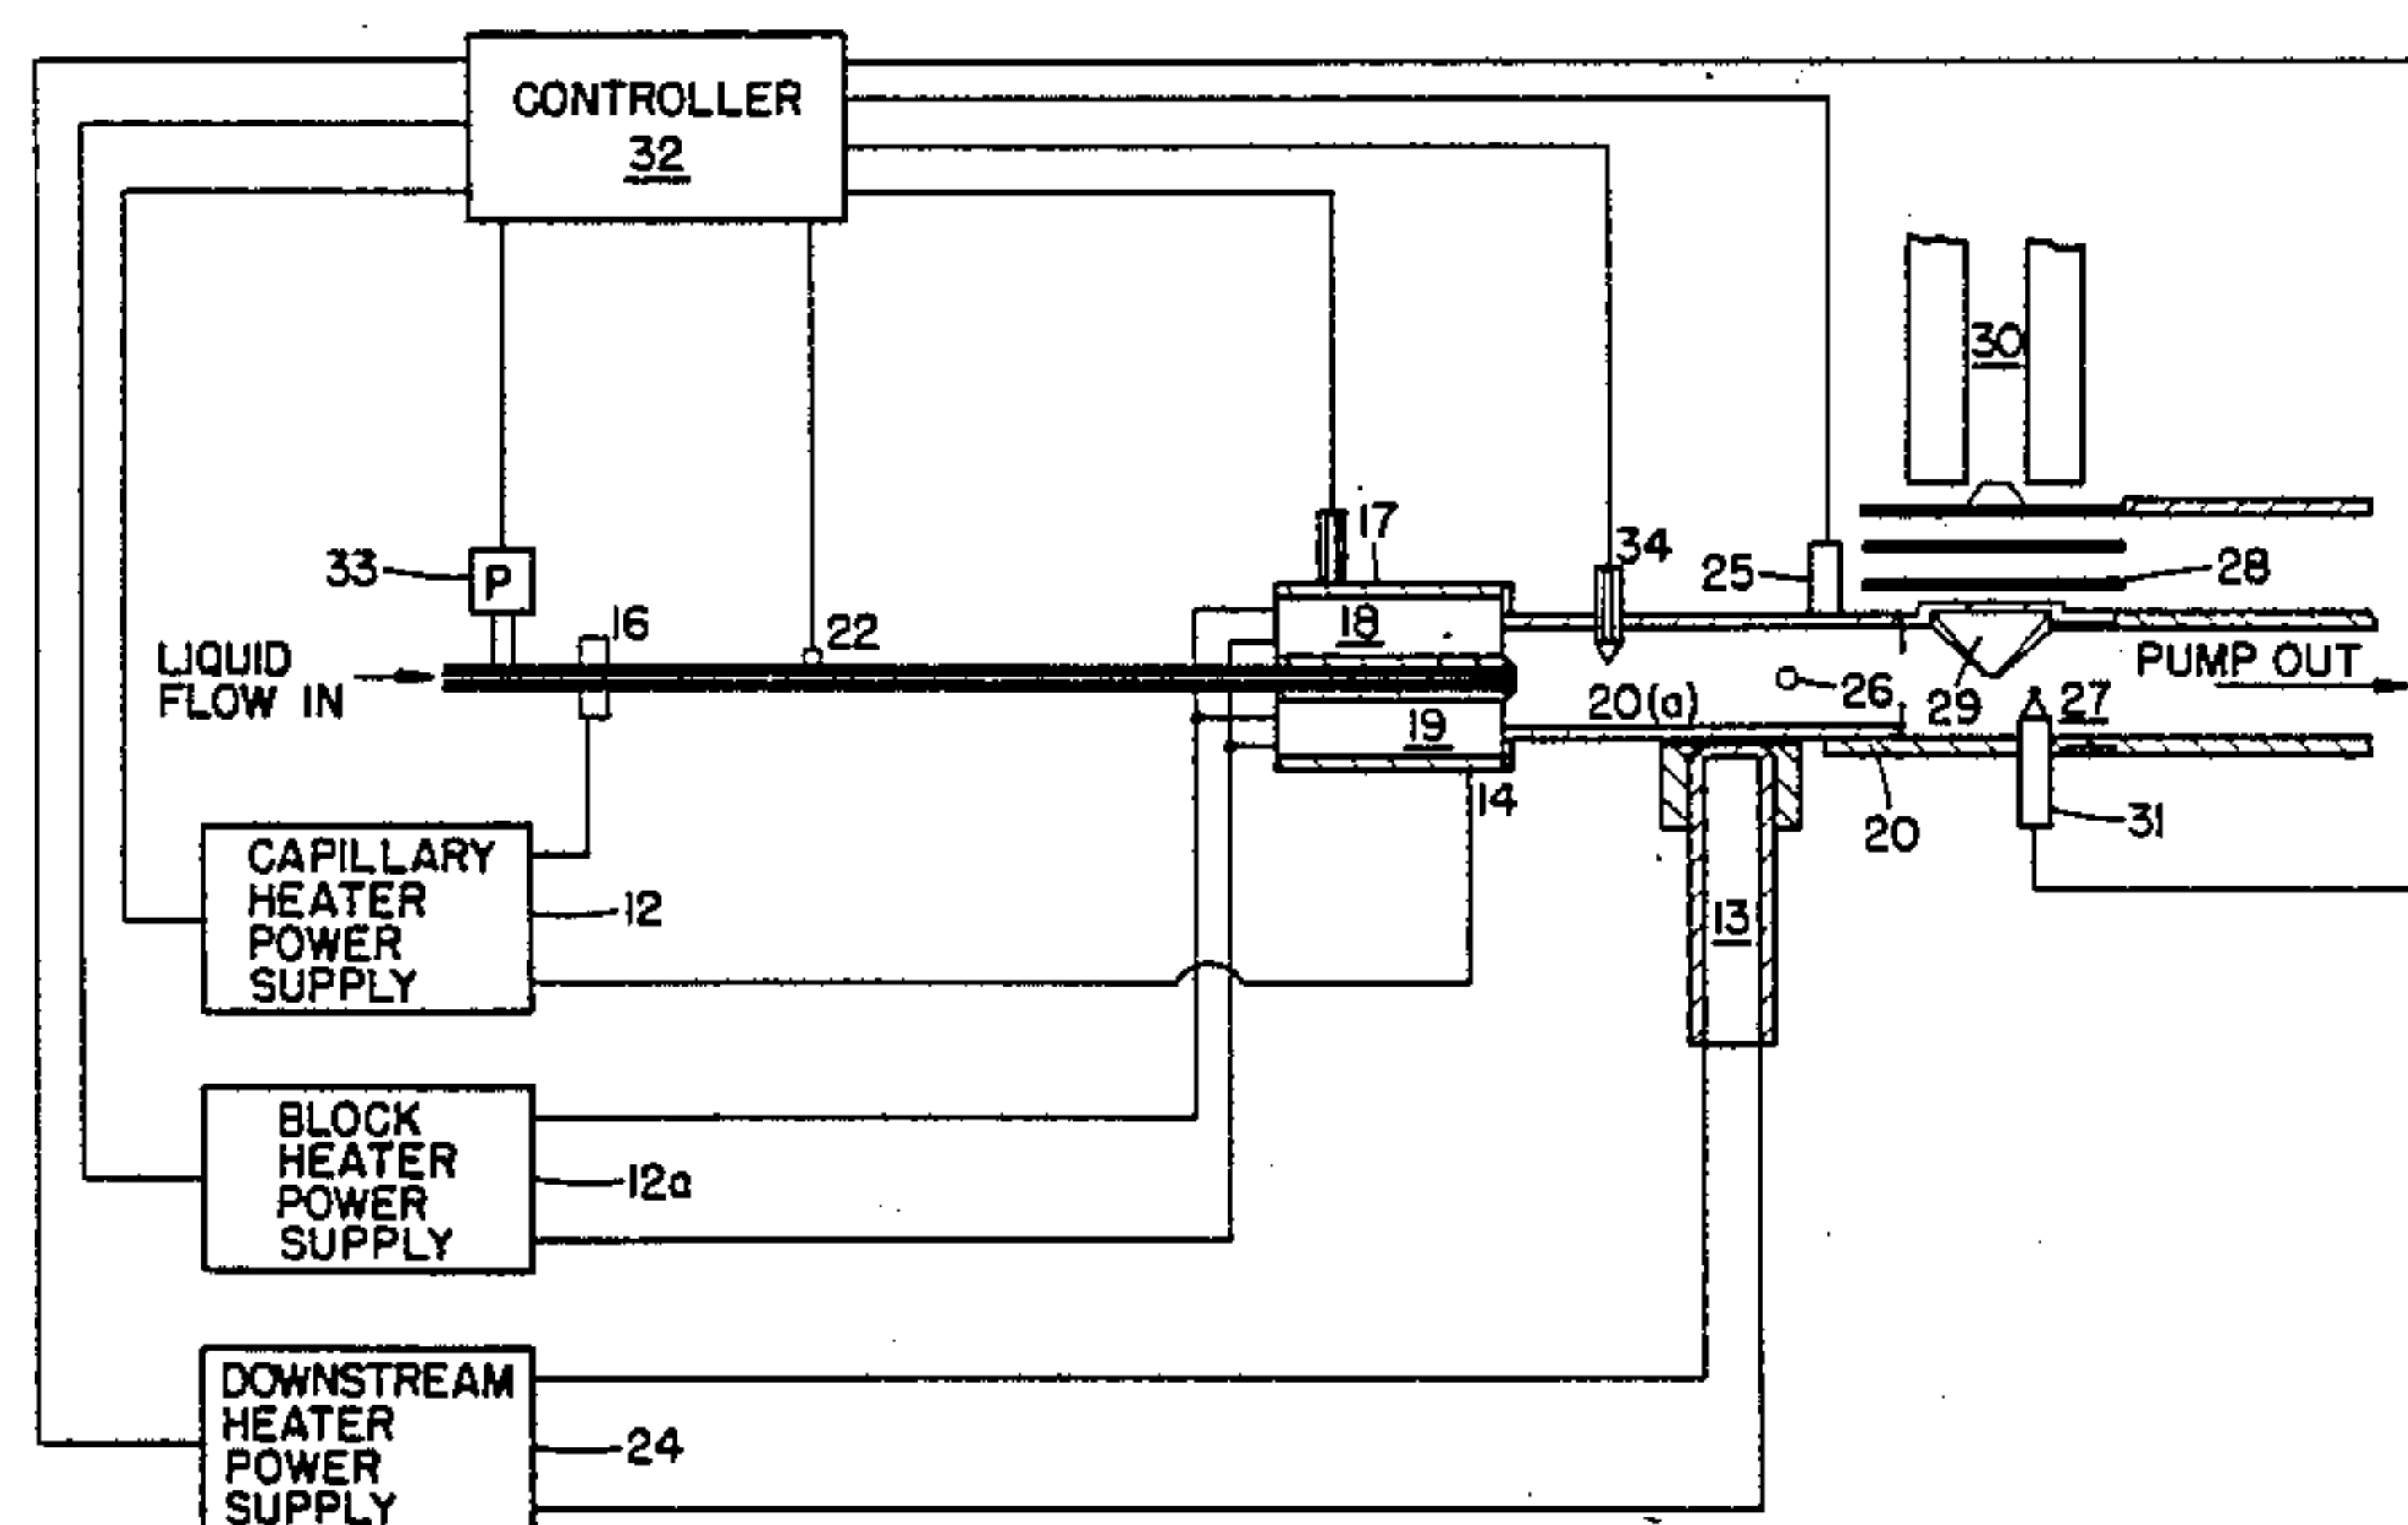 CONTROLLER
32
30
17
34
33
P
16
22
18
25
28
LIQUID
FLOW IN
PUMP OUT
20(a)
26
29
27
19
14
20
31
CAPILLARY
HEATER
POWER
SUPPLY
12
13
BLOCK
HEATER
POWER
SUPPLY
12a
DOWNSTREAM
HEATER
POWER
SUPPLY
24